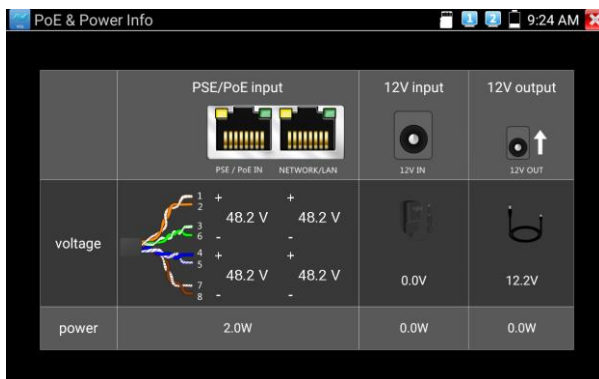 PoE & Power Info
1
2
9:24 AM
PSE/PoE input
12V input
12V output
PSE / PoE IN
NETWORK/LAN
12V IN
12V OUT
voltage
1 + +
2
48.2 V 48.2 V
3
6 - -
4 + +
5
48.2 V 48.2 V
7
8 - -
0.0V
12.2V
power
2.0W
0.0W
0.0W